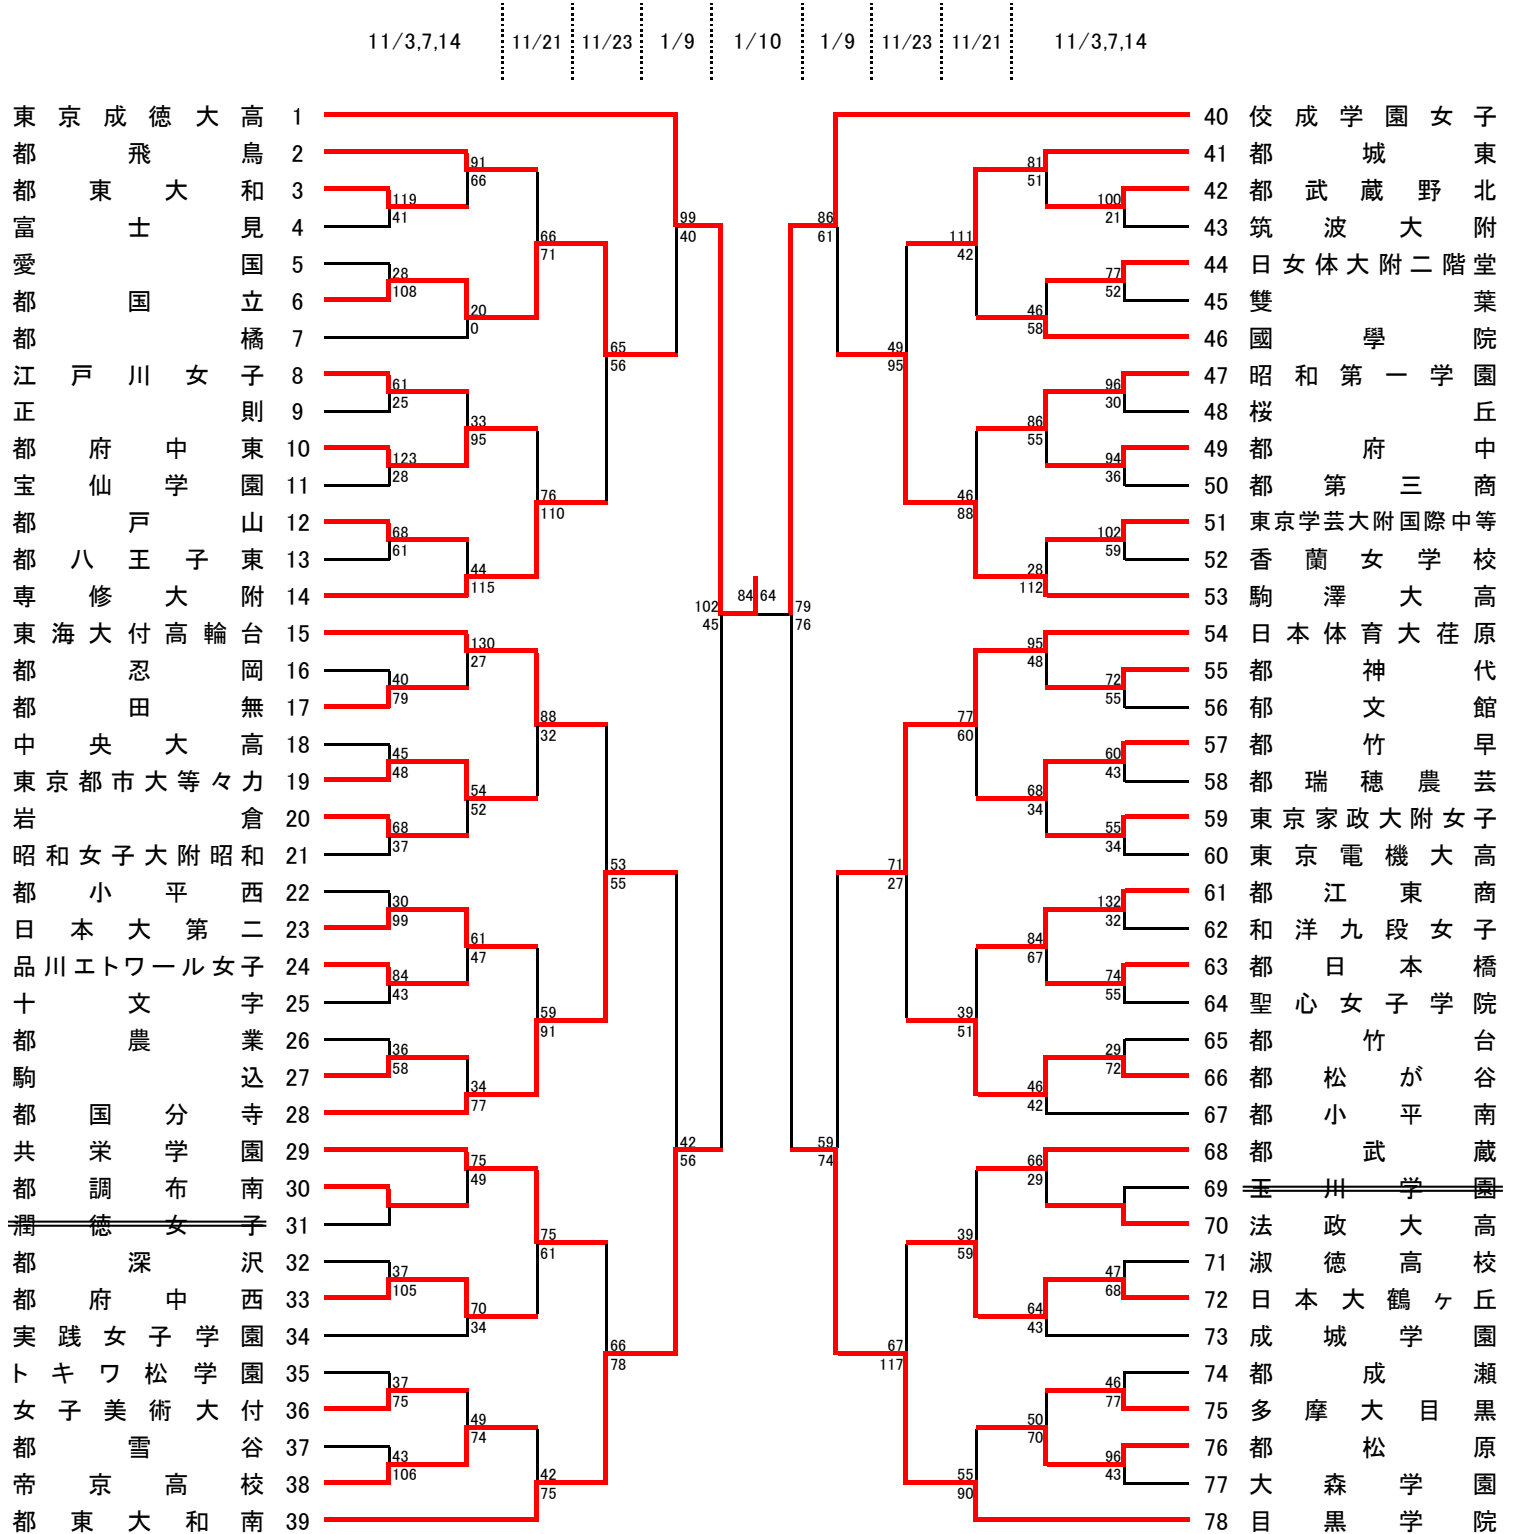 11/3,7,14 11/21 11/23 1/9 1/10 1/9 11/23 11/21 11/3,7,14
東京成徳大高 1 40 佼成学園女子
都飛鳥 2 91 81 41 都城東
66 51
都東大和 3 119 100 42 都武蔵野北
41 21
富士見 4 99 86 43 筑波大附
40 61
66 111
71 42
愛国 5 28 77 44 日女体大附二階堂
108 52
都国立 6 20 46 45 雙葉
0 58
都橘 7 65 49 46 國學院
56 95
江戸川女子 8 61 96 47 昭和第一学園
25 30
正則 9 33 86 48 桜丘
95 55
都府中東 10 123 94 49 都府中
28 36
宝仙学園 11 76 46 50 都第三商
110 88
都戸山 12 68 102 51 東京学芸大附国際中等
61 59
都八王子東 13 44 28 52 香蘭女学校
115 112
専修大附 14 102 84 64 79 53 駒澤大高
45 76
東海大付高輪台 15 130 95 54 日本体育大荏原
27 48
都忍岡 16 40 72 55 都神代
79 55
都田無 17 88 77 56 郁文館
32 60
中央大高 18 45 60 57 都竹早
48 43
東京都市大等々力 19 54 68 58 都瑞穂農芸
52 34
岩倉 20 68 55 59 東京家政大附女子
37 34
昭和女子大附昭和 21 53 71 60 東京電機大高
55 27
都小平西 22 30 132 61 都江東商
99 32
日本大第二 23 61 84 62 和洋九段女子
47 67
品川エトワール女子 24 84 74 63 都日本橋
43 55
十文字 25 59 39 64 聖心女子学院
91 51
都農業 26 36 29 65 都竹台
58 72
駒込 27 34 46 66 都松が谷
77 42
都国分寺 28 42 59 67 都小平南
56 74
共栄学園 29 75 66 68 都武蔵
49 29
都調布南 30 69 玉川学園
潤徳女子 31 75 39 70 法政大高
61 59
都深沢 32 37 47 71 淑徳高校
105 68
都府中西 33 70 64 72 日本大鶴ヶ丘
34 43
実践女子学園 34 66 67 73 成城学園
78 117
トキワ松学園 35 37 46 74 都成瀬
75 77
女子美術大付 36 49 50 75 多摩大目黒
74 70
都雪谷 37 43 96 76 都松原
106 43
帝京高校 38 42 55 77 大森学園
75 90
都東大和南 39 78 目黒学院